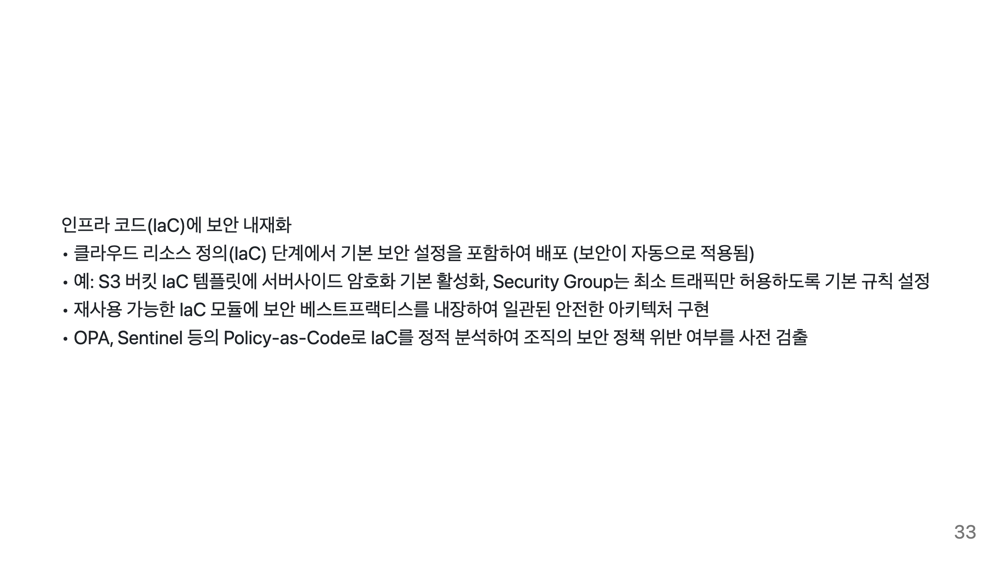 인프라 코드(IaC)에 보안 내재화
• 클라우드 리소스 정의(IaC) 단계에서 기본 보안 설정을 포함하여 배포 (보안이 자동으로 적용됨)
• 예: S3 버킷 IaC 템플릿에 서버사이드 암호화 기본 활성화, Security Group는 최소 트래픽만 허용하도록 기본 규칙 설정
• 재사용 가능한 IaC 모듈에 보안 베스트프랙티스를 내장하여 일관된 안전한 아키텍처 구현
• OPA, Sentinel 등의 Policy-as-Code로 IaC를 정적 분석하여 조직의 보안 정책 위반 여부를 사전 검출
33